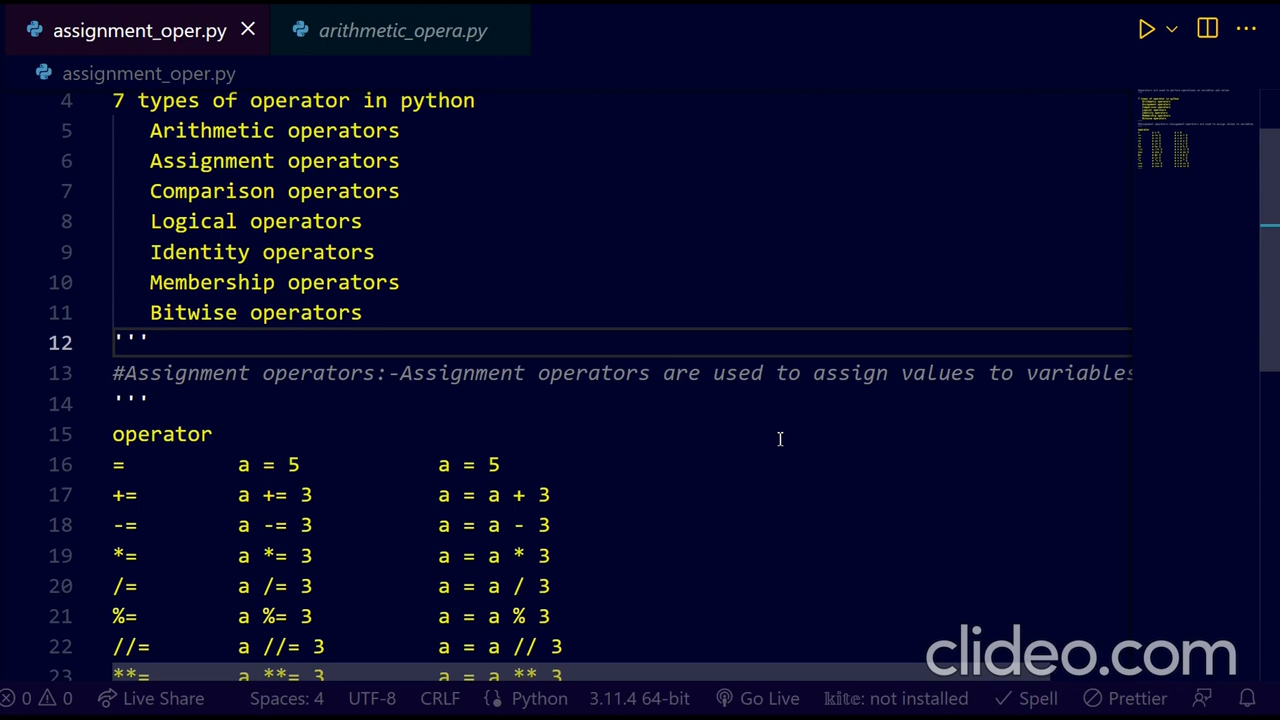 assignment_oper.py arithmetic_opera.py
assignment_oper.py
4 7 types of operator in python
5 Arithmetic operators
6 Assignment operators
7 Comparison operators
8 Logical operators
9 Identity operators
10 Membership operators
11 Bitwise operators
12 '''
13 #Assignment operators:-Assignment operators are used to assign values to variables
14 '''
15 operator
16 = a = 5 a = 5
17 += a += 3 a = a + 3
18 -= a -= 3 a = a - 3
19 *= a *= 3 a = a * 3
20 /= a /= 3 a = a / 3
21 %= a %= 3 a = a % 3
22 //= a //= 3 a = a // 3
23 **= a **= 3 a = a ** 3
clideo.com
0 0 Live Share Spaces: 4 UTF-8 CRLF {} Python 3.11.4 64-bit Go Live kite: not installed Spell Prettier